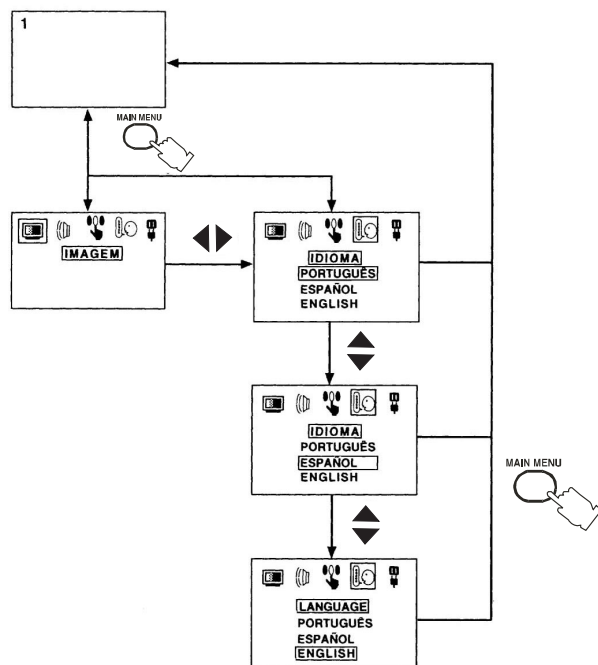 1
MAIN MENU
IMAGEM
IDIOMA
PORTUGUÊS
ESPAÑOL
ENGLISH
IDIOMA
PORTUGUÊS
ESPAÑOL
ENGLISH
MAIN MENU
LANGUAGE
PORTUGUÊS
ESPAÑOL
ENGLISH